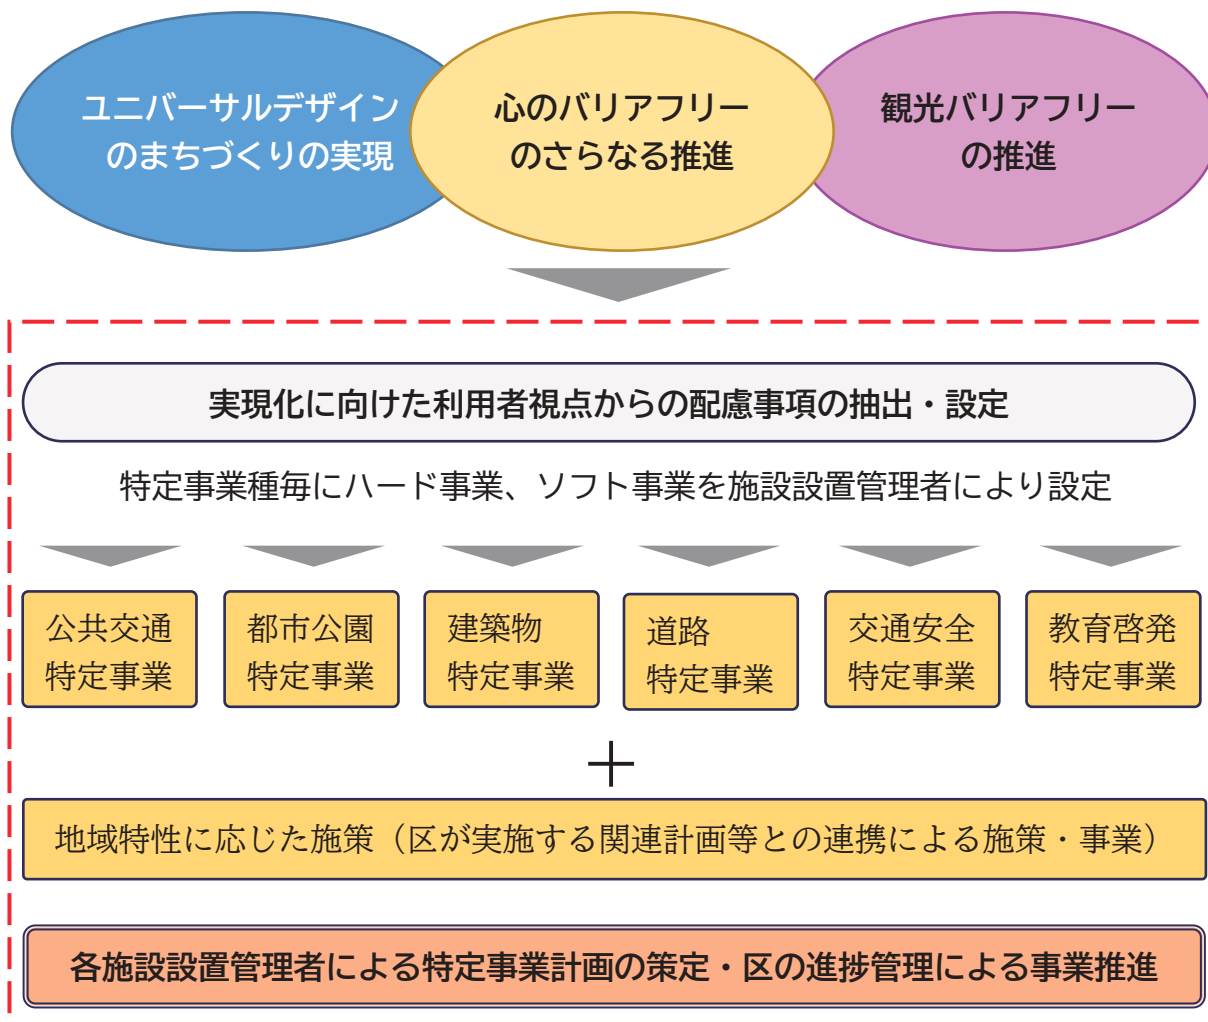 ユニバーサルデザイン
のまちづくりの実現
心のバリアフリー
のさらなる推進
観光バリアフリー
の推進
実現化に向けた利用者視点からの配慮事項の抽出・設定
特定事業種毎にハード事業、ソフト事業を施設設置管理者により設定
公共交通
特定事業
都市公園
特定事業
建築物
特定事業
道路
特定事業
交通安全
特定事業
教育啓発
特定事業
＋
地域特性に応じた施策（区が実施する関連計画等との連携による施策・事業）
各施設設置管理者による特定事業計画の策定・区の進捗管理による事業推進